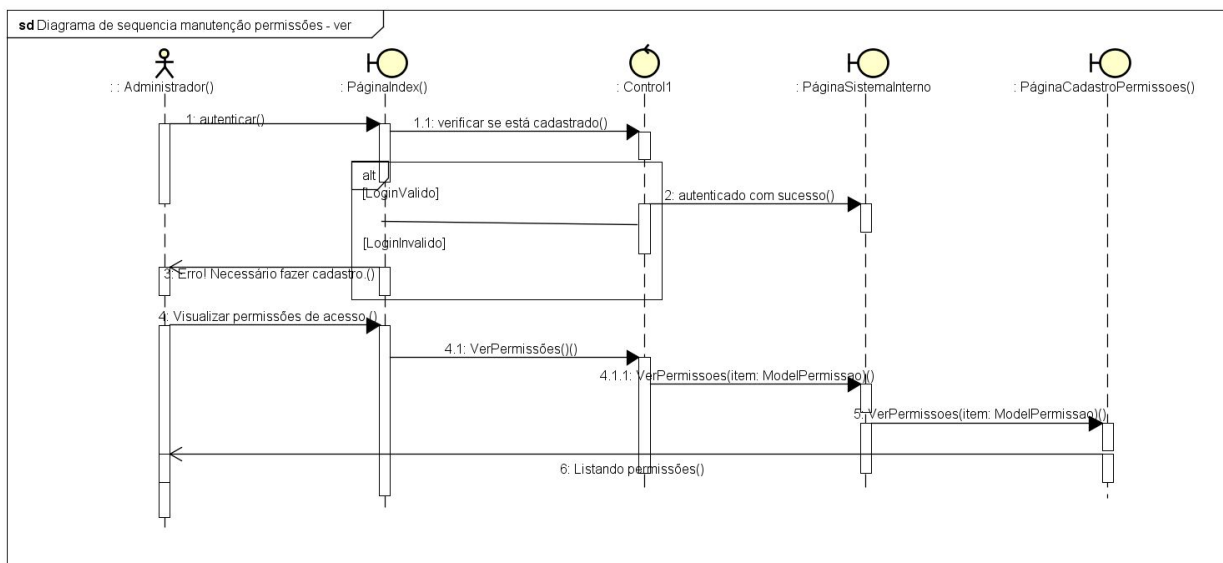 sd Diagrama de sequencia manutenção permissões - ver
: : Administrador()
: PáginaIndex()
: Control1
: PáginaSistemaInterno
: PáginaCadastroPermissoes()
1: autenticar()
1.1: verificar se está cadastrado()
alt
[LoginValido]
2: autenticado com sucesso()
[LoginInvalido]
3: Erro! Necessário fazer cadastro.()
4: Visualizar permissões de acesso.()
4.1: VerPermissões()()
4.1.1: VerPermissoes(item: ModelPermissao)()
5: VerPermissoes(item: ModelPermissao)()
6: Listando permissões()